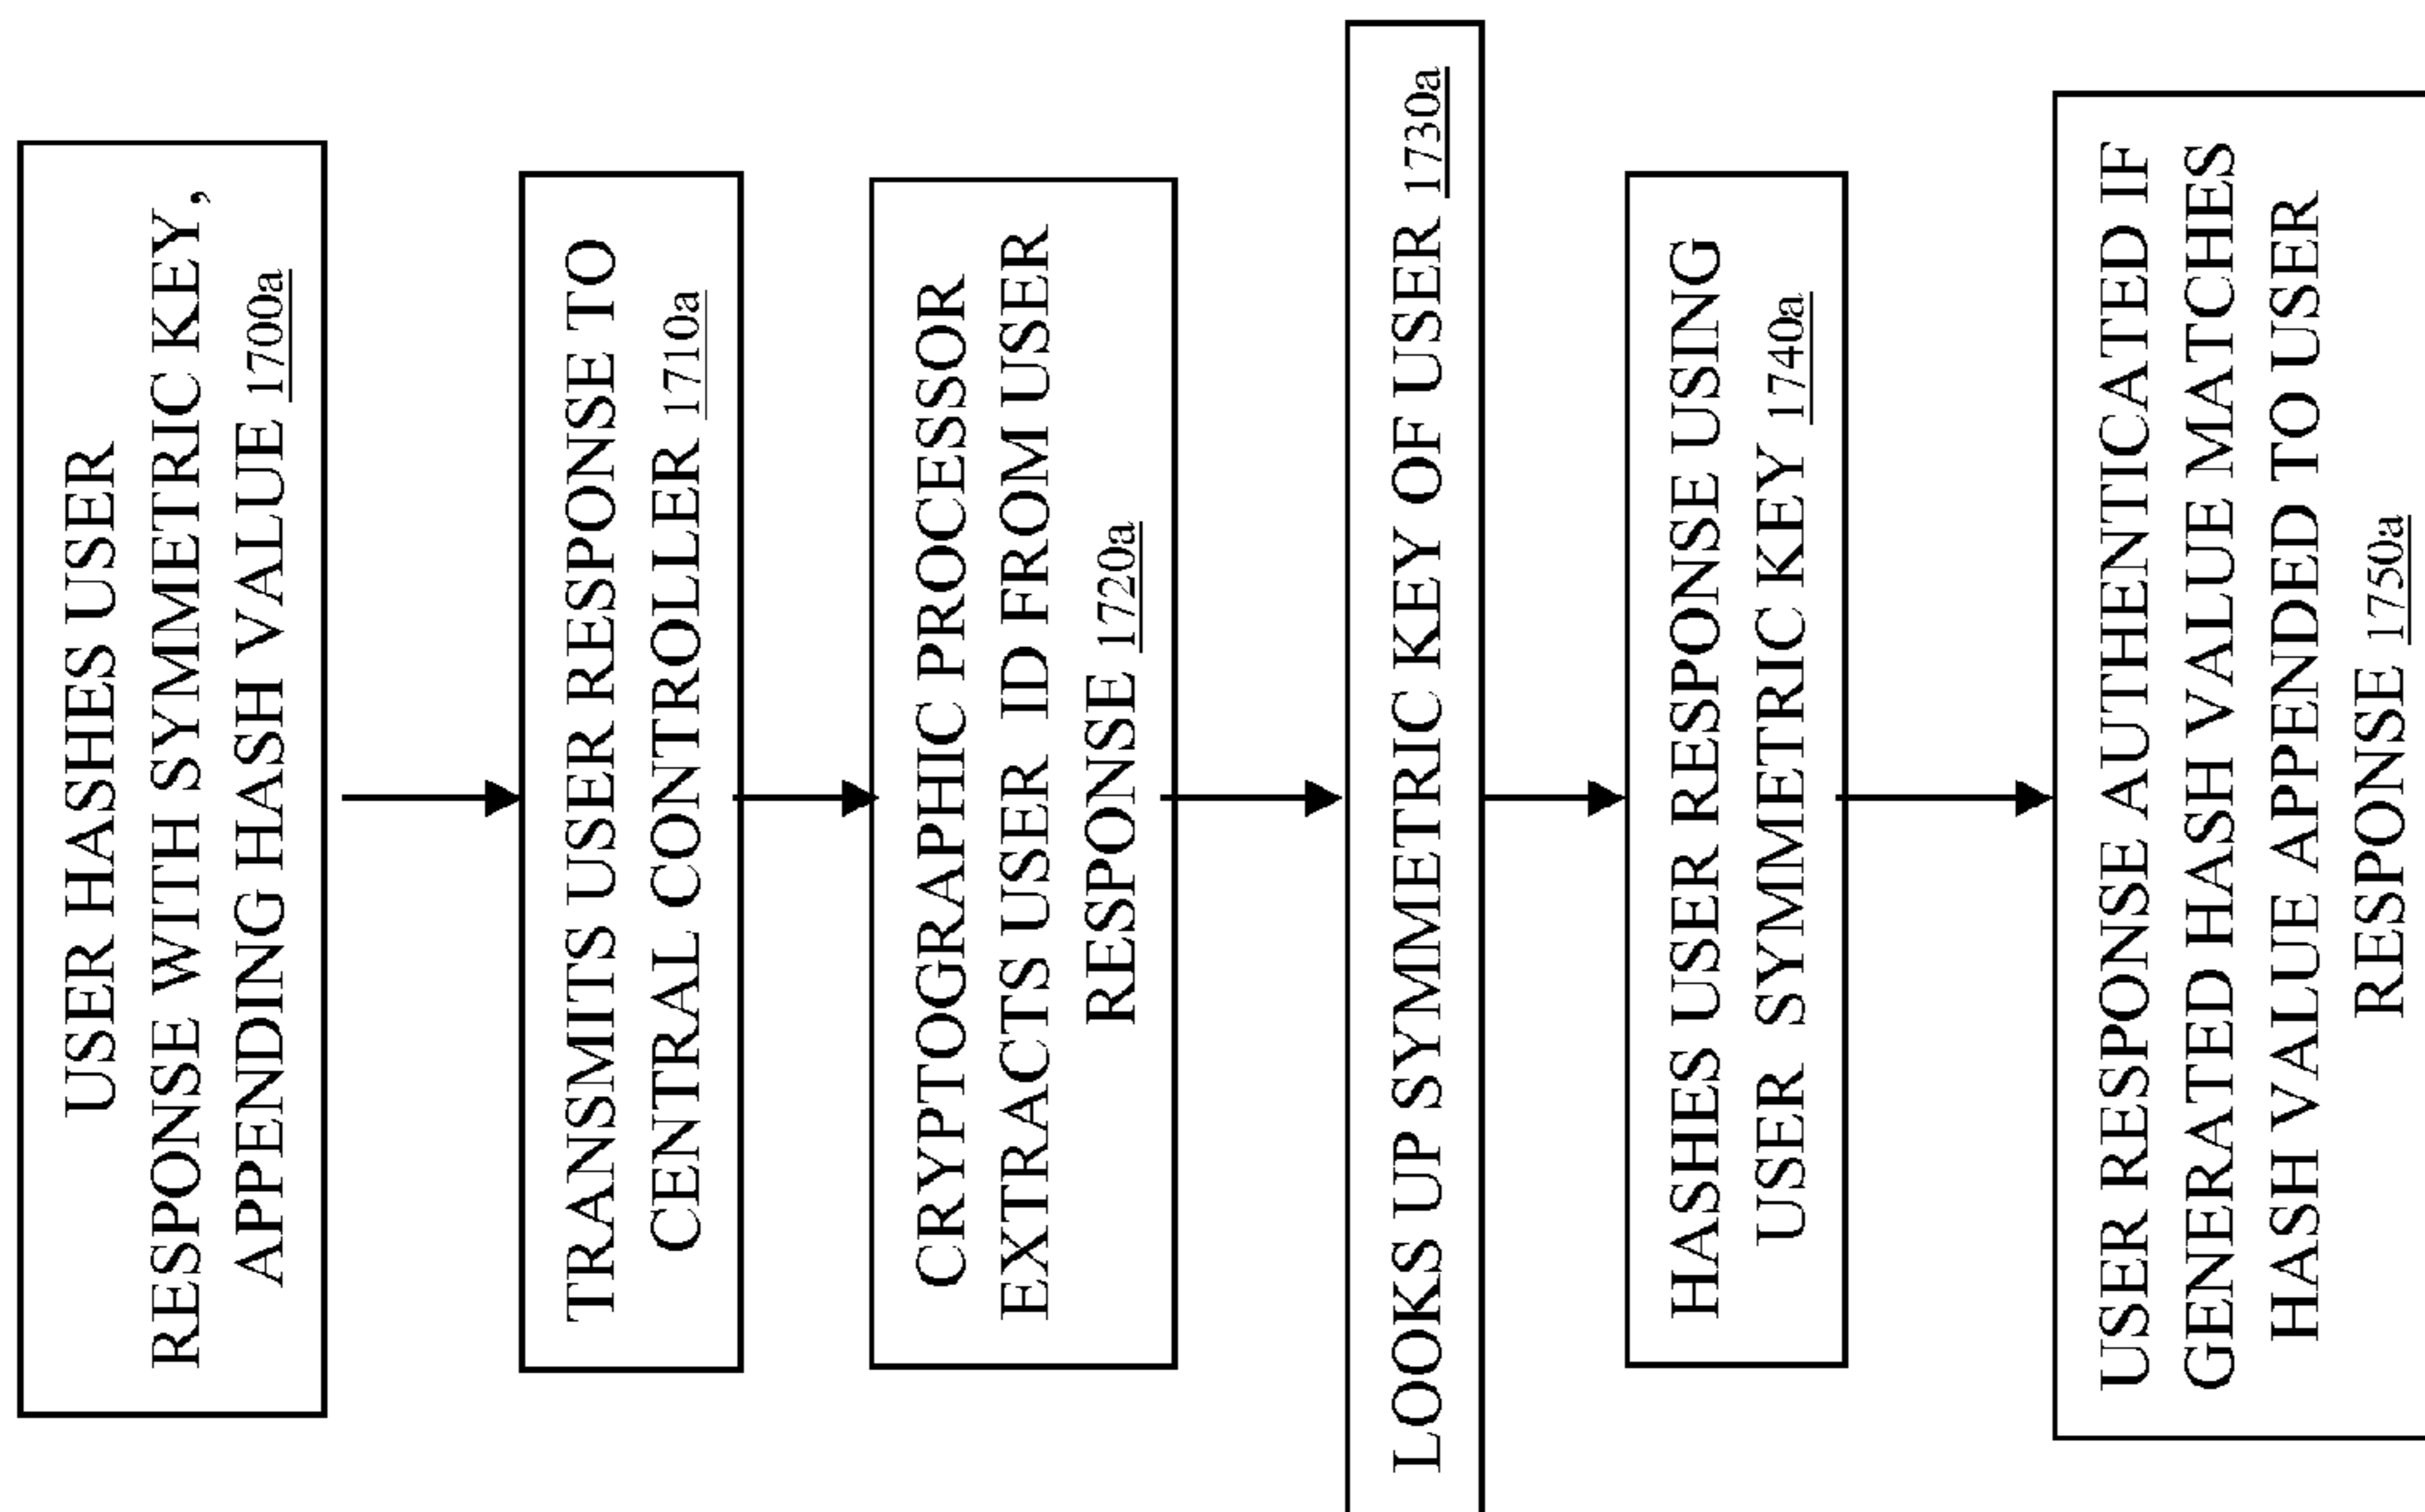 USER HASHES USER
RESPONSE WITH SYMMETRIC KEY,
APPENDING HASH VALUE 1700a
TRANSMITS USER RESPONSE TO
CENTRAL CONTROLLER 1710a
CRYPTOGRAPHIC PROCESSOR
EXTRACTS USER ID FROM USER
RESPONSE 1720a
LOOKS UP SYMMETRIC KEY OF USER 1730a
HASHES USER RESPONSE USING
USER SYMMETRIC KEY 1740a
USER RESPONSE AUTHENTICATED IF
GENERATED HASH VALUE MATCHES
HASH VALUE APPENDED TO USER
RESPONSE 1750a